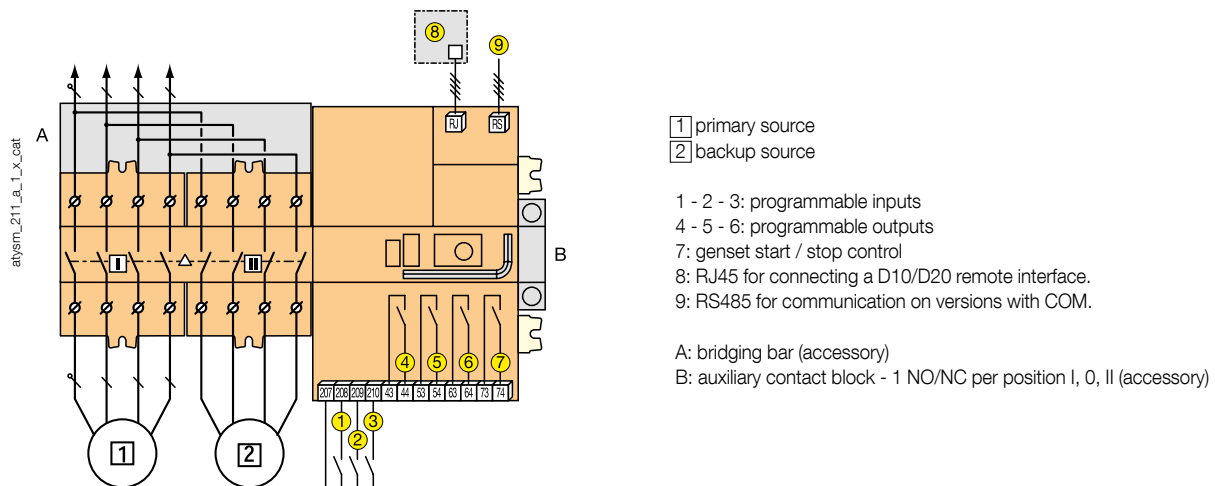 8
9
A
RJ
RS
atysm_211_a_1_x_cat
I
II
B
4
5
6
7
207 208 209 210 43 44 53 54 63 64 73 74
1
2
3
1
2
1 primary source
2 backup source
1 - 2 - 3: programmable inputs
4 - 5 - 6: programmable outputs
7: genset start / stop control
8: RJ45 for connecting a D10/D20 remote interface.
9: RS485 for communication on versions with COM.
A: bridging bar (accessory)
B: auxiliary contact block - 1 NO/NC per position I, 0, II (accessory)